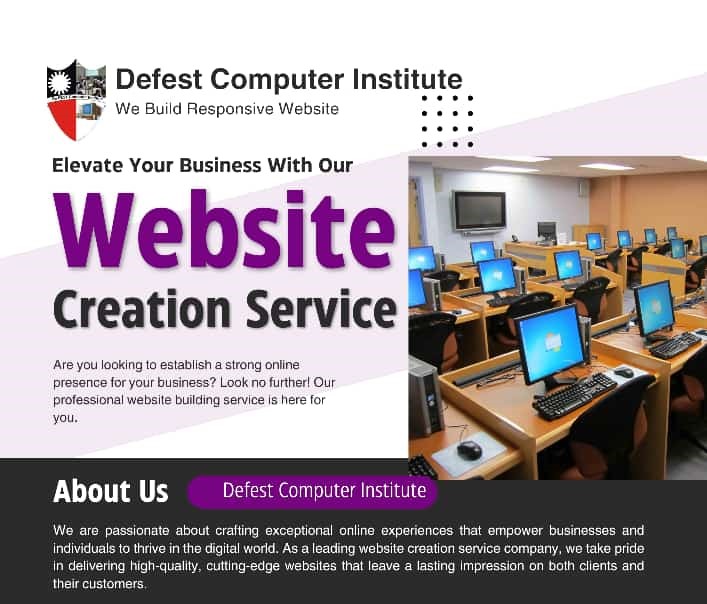 Defest Computer Institute
We Build Responsive Website
Elevate Your Business With Our
Website
Creation Service
Are you looking to establish a strong online
presence for your business? Look no further! Our
professional website building service is here for
you.
About Us
Defest Computer Institute
We are passionate about crafting exceptional online experiences that empower businesses and
individuals to thrive in the digital world. As a leading website creation service company, we take pride
in delivering high-quality, cutting-edge websites that leave a lasting impression on both clients and
their customers.